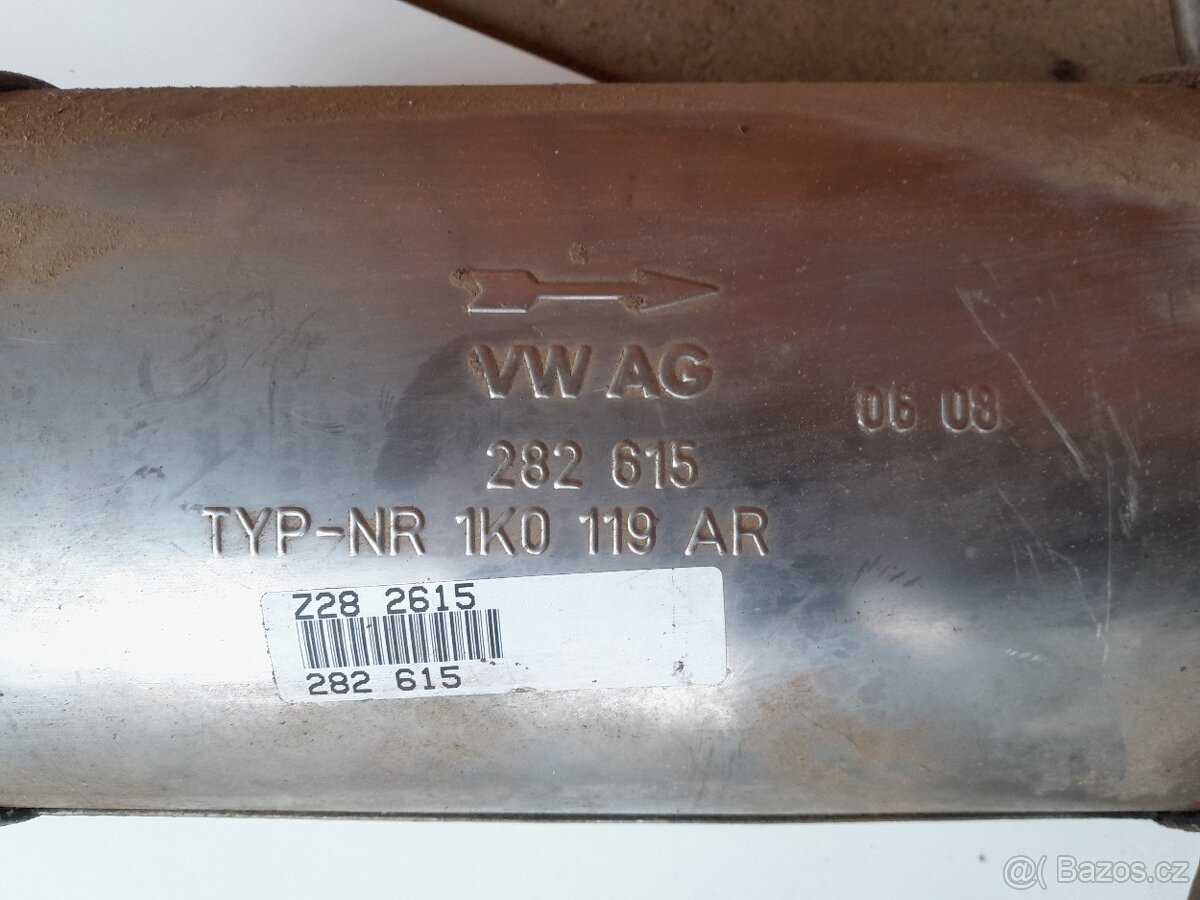 VW AG
06 08
282 615
TYP-NR 1K0 119 AR
Z28 2615
282 615
@( Bazos.cz